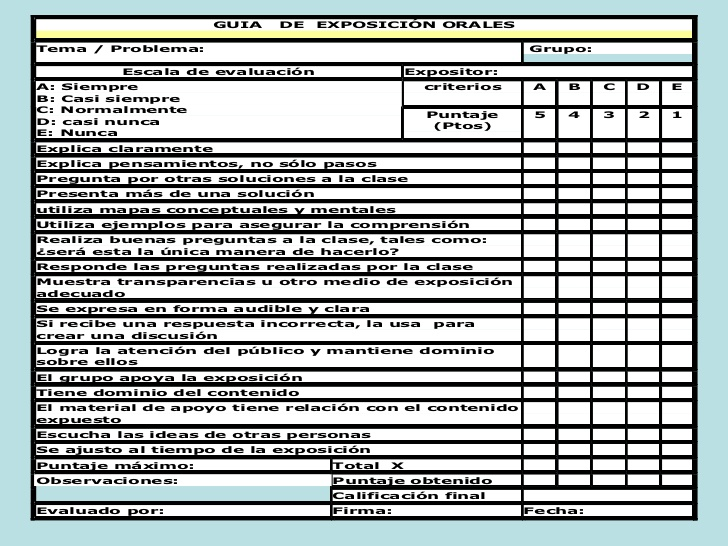 GUIA DE EXPOSICIÓN ORALES
Tema / Problema:
Grupo:
Escala de evaluación
Expositor:
A: Siempre
B: Casi siempre
C: Normalmente
D: casi nunca
E: Nunca
criterios A B C D E
Puntaje
(Ptos)
5 4 3 2 1
Explica claramente
Explica pensamientos, no sólo pasos
Pregunta por otras soluciones a la clase
Presenta más de una solución
utiliza mapas conceptuales y mentales
Utiliza ejemplos para asegurar la comprensión
Realiza buenas preguntas a la clase, tales como:
¿será esta la única manera de hacerlo?
Responde las preguntas realizadas por la clase
Muestra transparencias u otro medio de exposición
adecuado
Se expresa en forma audible y clara
Si recibe una respuesta incorrecta, la usa para
crear una discusión
Logra la atención del público y mantiene dominio
sobre ellos
El grupo apoya la exposición
Tiene dominio del contenido
El material de apoyo tiene relación con el contenido
expuesto
Escucha las ideas de otras personas
Se ajusto al tiempo de la exposición
Puntaje máximo:
Total X
Observaciones:
Puntaje obtenido
Calificación final
Evaluado por:
Firma:
Fecha: